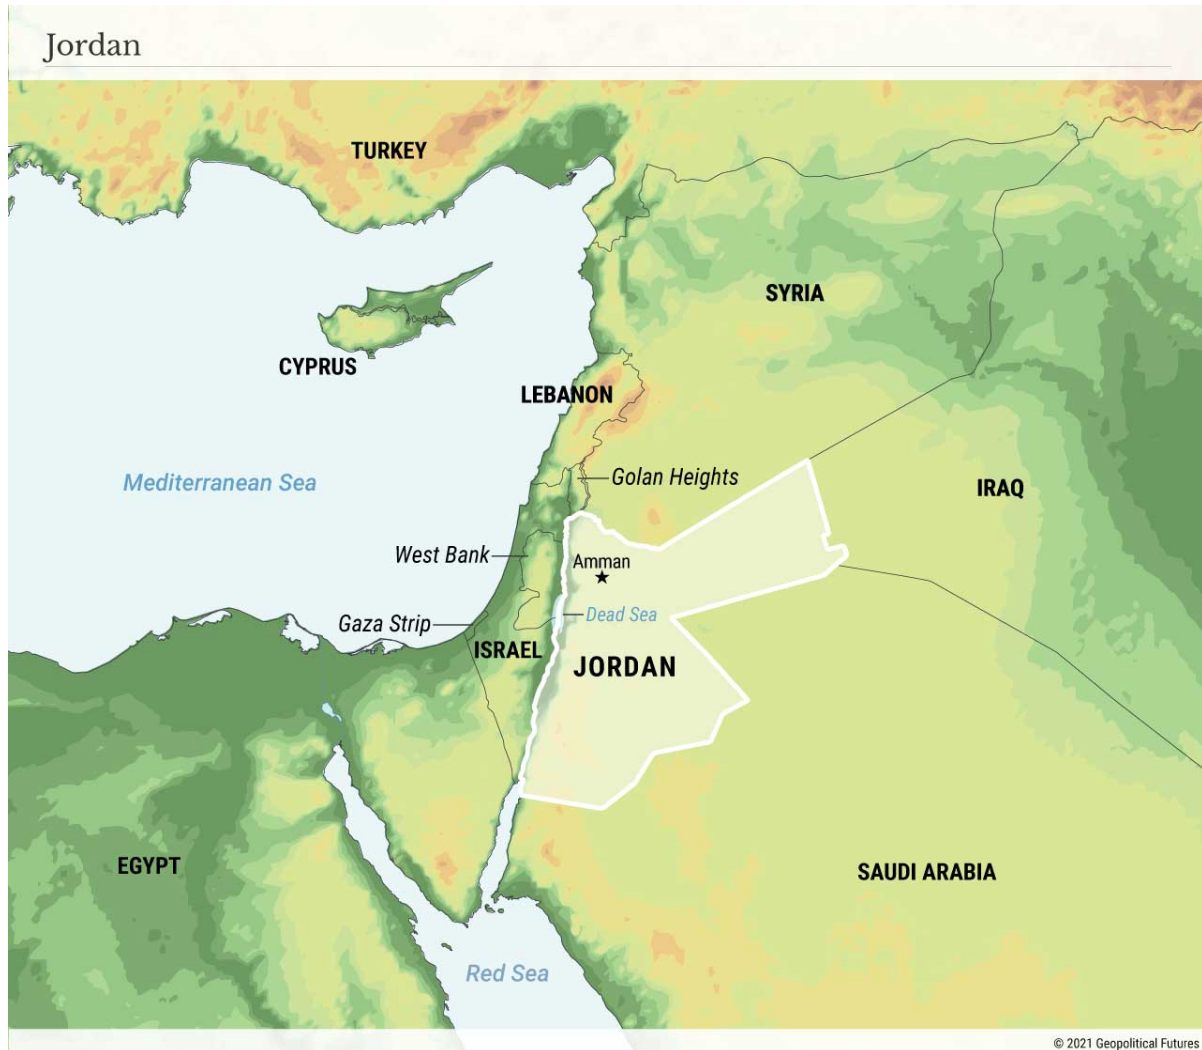 Jordan
TURKEY
SYRIA
CYPRUS
LEBANON
Golan Heights
Mediterranean Sea
IRAQ
West Bank
Amman
Dead Sea
Gaza Strip
ISRAEL
JORDAN
EGYPT
SAUDI ARABIA
Red Sea
© 2021 Geopolitical Futures